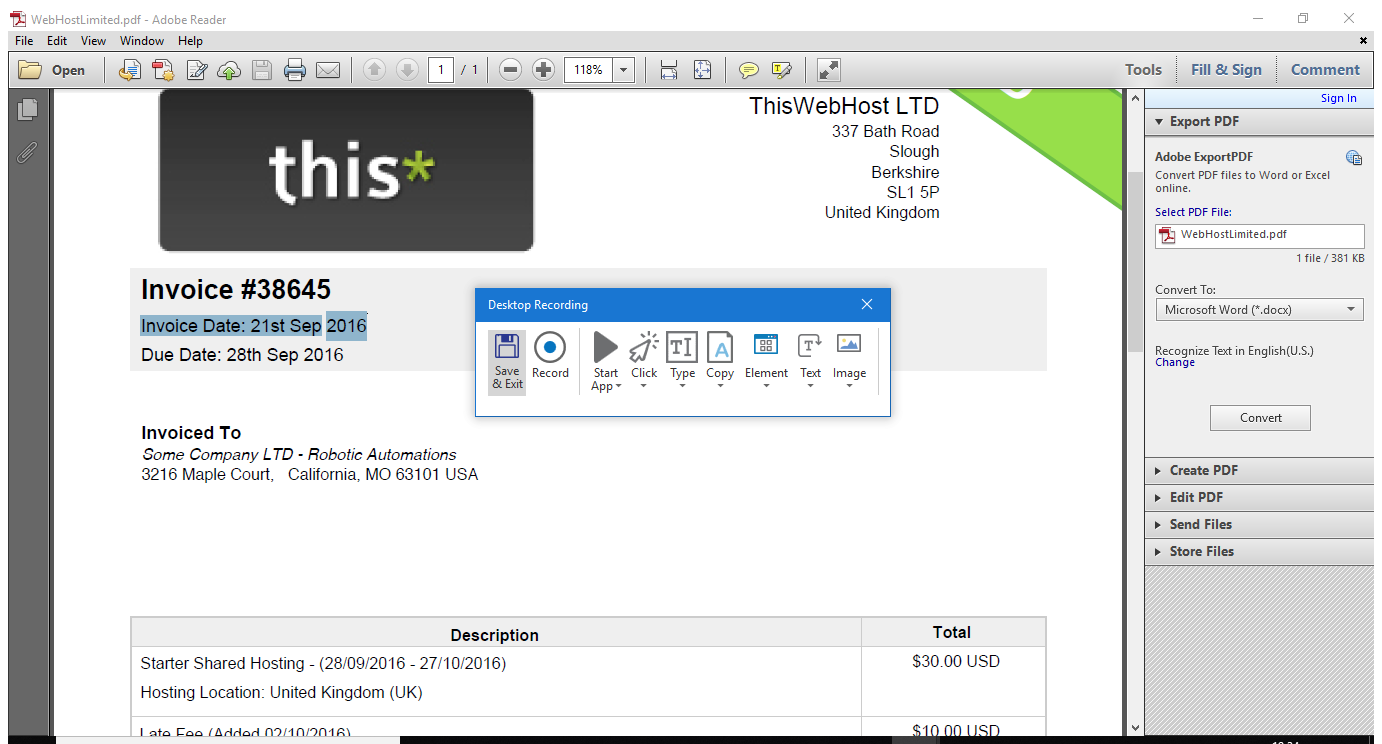 WebHostLimited.pdf - Adobe Reader
File Edit View Window Help
Open 1 / 1 118% Tools Fill & Sign Comment
Sign In
Export PDF
Adobe ExportPDF
Convert PDF files to Word or Excel
online.
Select PDF File:
WebHostLimited.pdf
1 file / 381 KB
Convert To:
Microsoft Word (*.docx)
Recognize Text in English(U.S.)
Change
Convert
Create PDF
Edit PDF
Send Files
Store Files
this*
ThisWebHost LTD
337 Bath Road
Slough
Berkshire
SL1 5P
United Kingdom
Invoice #38645
Invoice Date: 21st Sep 2016
Due Date: 28th Sep 2016
Desktop Recording
Save
& Exit
Record
Start
App
Click
Type
Copy
Element
Text
Image
Invoiced To
Some Company LTD - Robotic Automations
3216 Maple Court, California, MO 63101 USA
Description Total
Starter Shared Hosting - (28/09/2016 - 27/10/2016) $30.00 USD
Hosting Location: United Kingdom (UK)
Late Fee (Added 02/10/2016) $10.00 USD